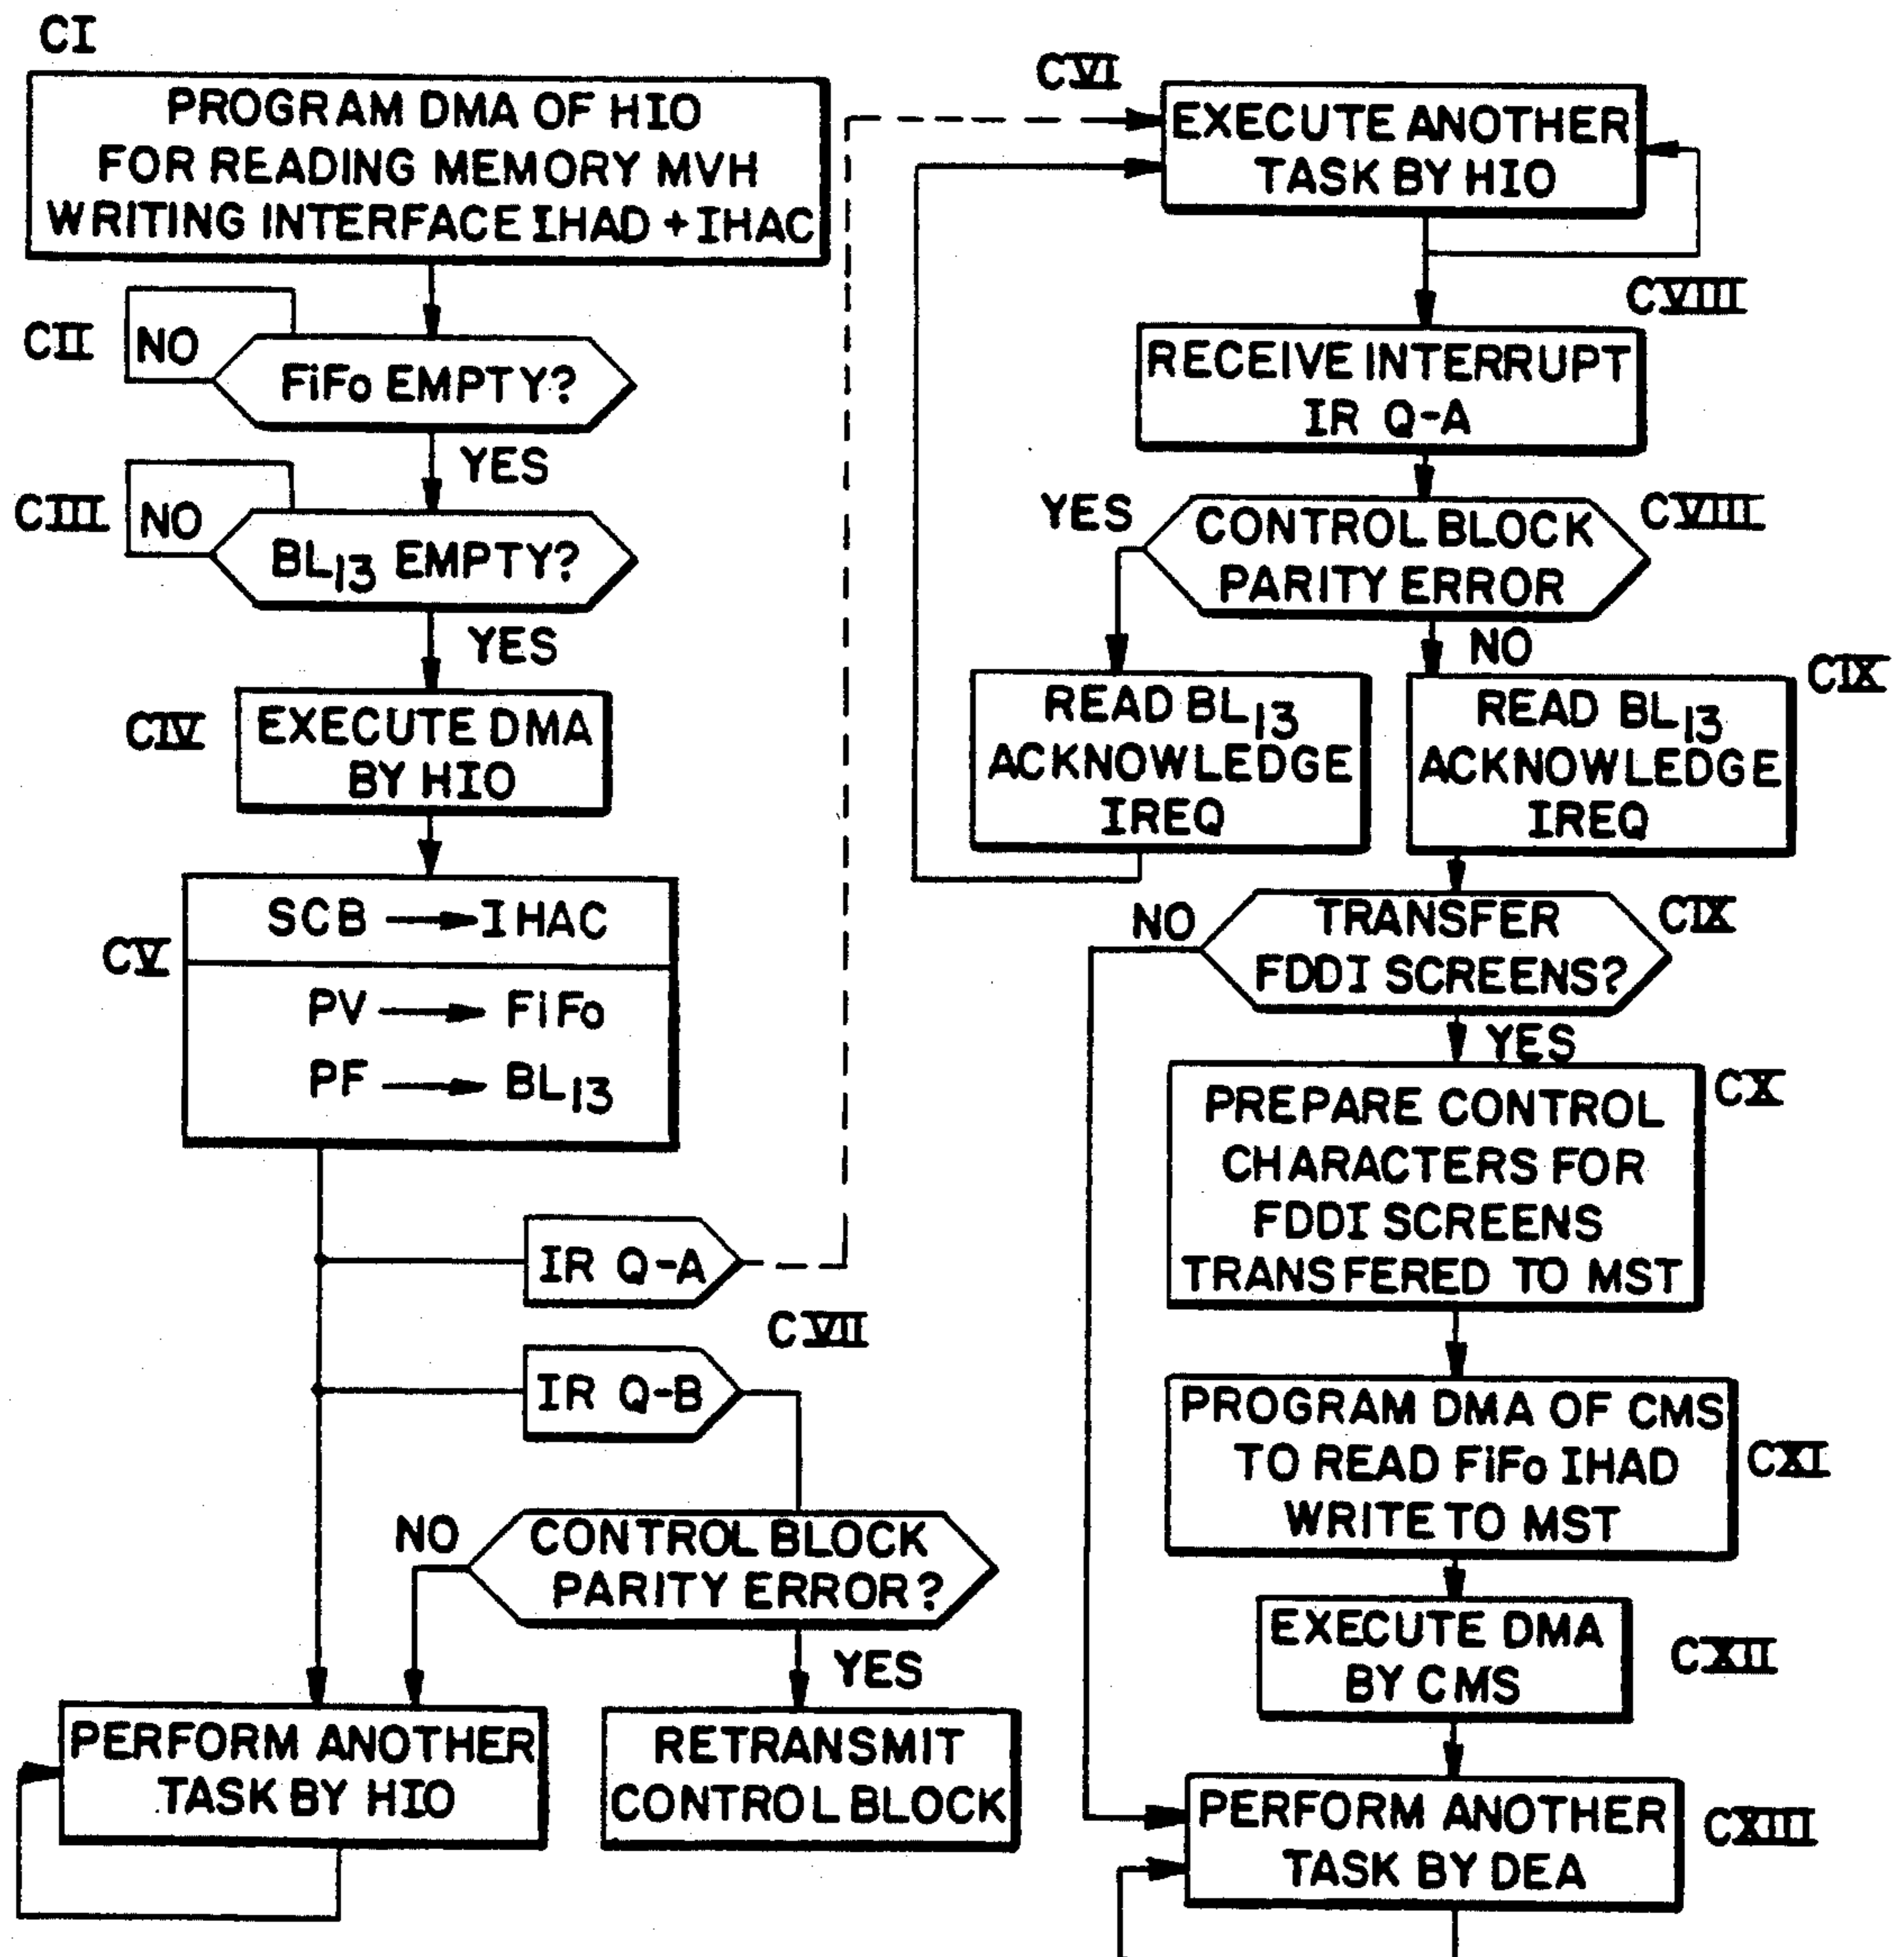 CI
PROGRAM DMA OF HIO
FOR READING MEMORY MVH
WRITING INTERFACE IHAD + IHAC
CII
NO
FiFo EMPTY?
YES
CIII
NO
BL13 EMPTY?
YES
CIV
EXECUTE DMA
BY HIO
CV
SCB → IHAC
PV → FiFo
PF → BL13
IR Q-A
CVII
IR Q-B
NO
CONTROL BLOCK
PARITY ERROR?
YES
PERFORM ANOTHER
TASK BY HIO
RETRANSMIT
CONTROL BLOCK
CVI
EXECUTE ANOTHER
TASK BY HIO
CVIII
RECEIVE INTERRUPT
IR Q-A
YES
CONTROL BLOCK
PARITY ERROR
CVIII
NO
READ BL13
ACKNOWLEDGE
IREQ
CIX
READ BL13
ACKNOWLEDGE
IREQ
NO
TRANSFER
FDDI SCREENS?
CIX
YES
CX
PREPARE CONTROL
CHARACTERS FOR
FDDI SCREENS
TRANSFERED TO MST
PROGRAM DMA OF CMS
TO READ FiFo IHAD
WRITE TO MST
CXI
EXECUTE DMA
BY CMS
CXII
PERFORM ANOTHER
TASK BY DEA
CXIII